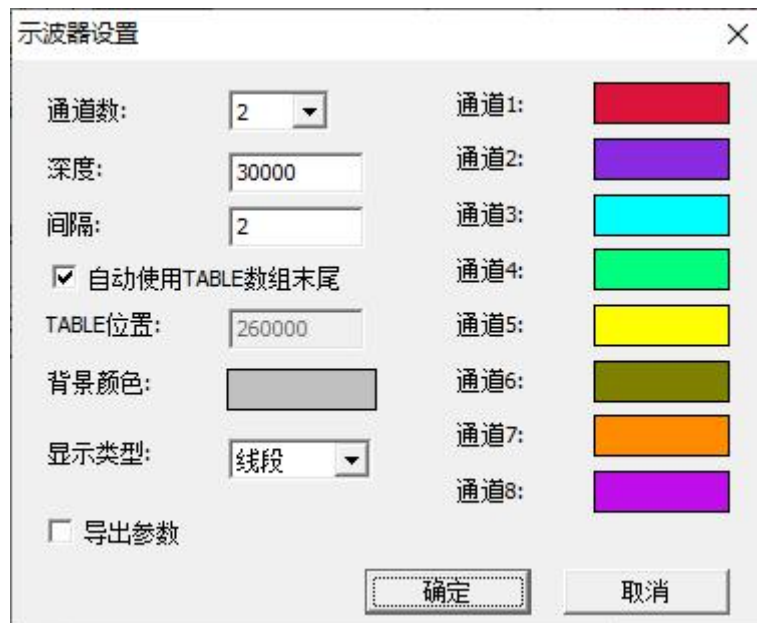 示波器设置
通道数: 2
深度: 30000
间隔: 2
自动使用TABLE数组末尾
TABLE位置: 260000
背景颜色:
显示类型: 线段
导出参数
通道1:
通道2:
通道3:
通道4:
通道5:
通道6:
通道7:
通道8:
确定
取消